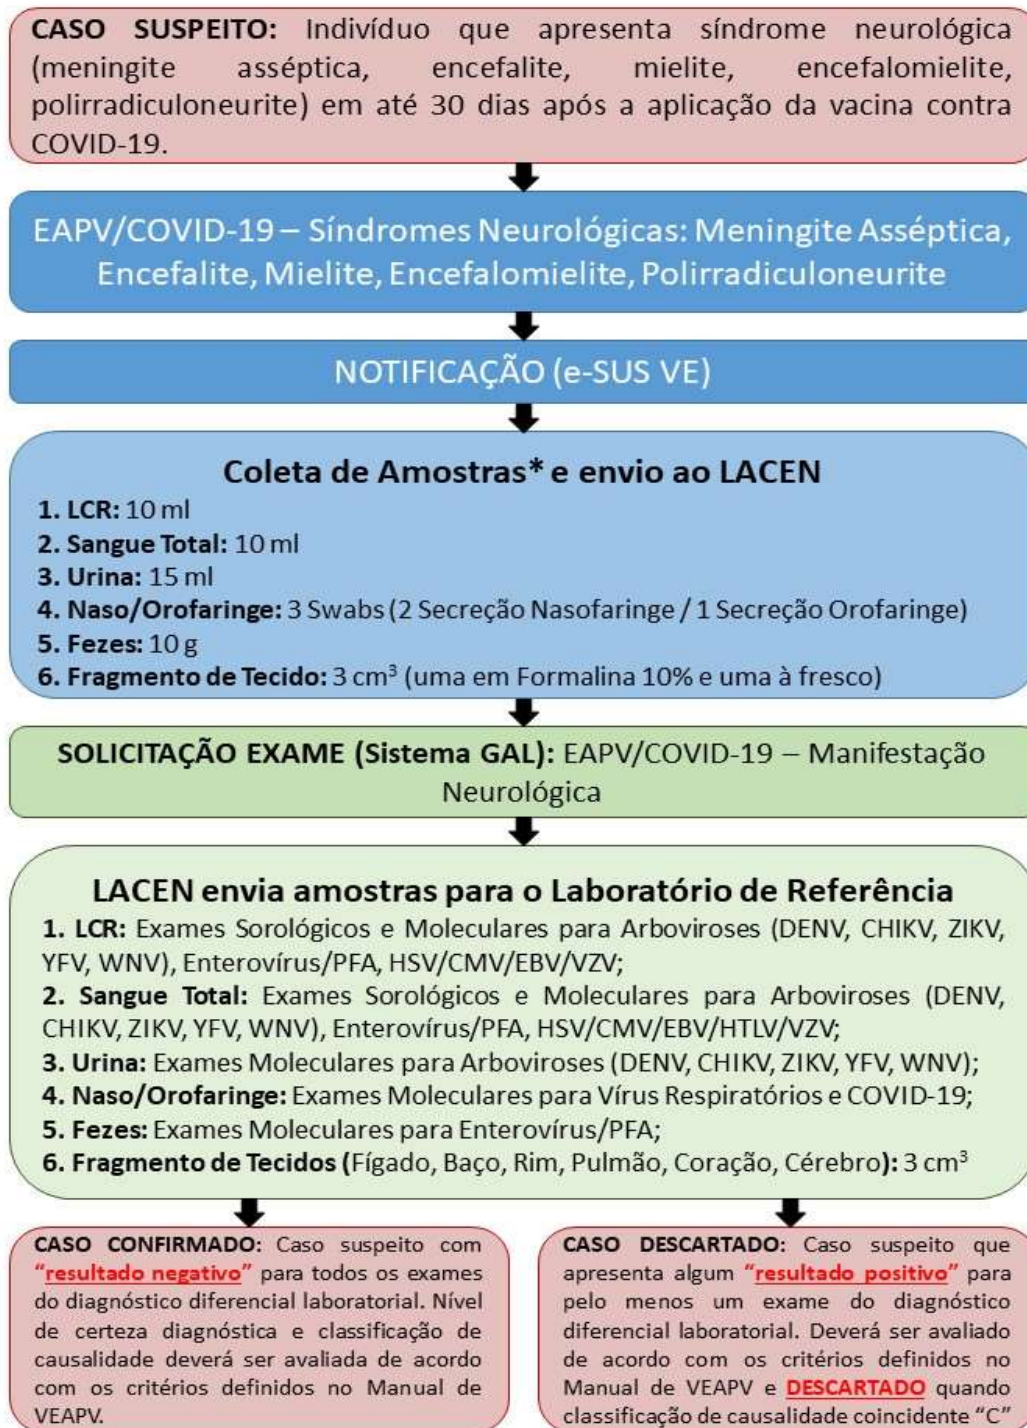 CASO SUSPEITO: Indivíduo que apresenta síndrome neurológica
(meningite asséptica, encefalite, mielite, encefalomielite,
polirradiculoneurite) em até 30 dias após a aplicação da vacina contra
COVID-19.
EAPV/COVID-19 – Síndromes Neurológicas: Meningite Asséptica,
Encefalite, Mielite, Encefalomielite, Polirradiculoneurite
NOTIFICAÇÃO (e-SUS VE)
Coleta de Amostras* e envio ao LACEN
1. LCR: 10 ml
2. Sangue Total: 10 ml
3. Urina: 15 ml
4. Naso/Orofaringe: 3 Swabs (2 Secreção Nasofaringe / 1 Secreção Orofaringe)
5. Fezes: 10 g
6. Fragmento de Tecido: 3 cm³ (uma em Formalina 10% e uma à fresco)
SOLICITAÇÃO EXAME (Sistema GAL): EAPV/COVID-19 – Manifestação
Neurológica
LACEN envia amostras para o Laboratório de Referência
1. LCR: Exames Sorológicos e Moleculares para Arboviroses (DENV, CHIKV, ZIKV,
YFV, WNV), Enterovírus/PFA, HSV/CMV/EBV/VZV;
2. Sangue Total: Exames Sorológicos e Moleculares para Arboviroses (DENV,
CHIKV, ZIKV, YFV, WNV), Enterovírus/PFA, HSV/CMV/EBV/HTLV/VZV;
3. Urina: Exames Moleculares para Arboviroses (DENV, CHIKV, ZIKV, YFV, WNV);
4. Naso/Orofaringe: Exames Moleculares para Vírus Respiratórios e COVID-19;
5. Fezes: Exames Moleculares para Enterovírus/PFA;
6. Fragmento de Tecidos (Fígado, Baço, Rim, Pulmão, Coração, Cérebro): 3 cm³
CASO CONFIRMADO: Caso suspeito com
"resultado negativo" para todos os exames
do diagnóstico diferencial laboratorial. Nível
de certeza diagnóstica e classificação de
causalidade deverá ser avaliada de acordo
com os critérios definidos no Manual de
VEAPV.
CASO DESCARTADO: Caso suspeito que
apresenta algum "resultado positivo" para
pelo menos um exame do diagnóstico
diferencial laboratorial. Deverá ser avaliado
de acordo com os critérios definidos no
Manual de VEAPV e DESCARTADO quando
classificação de causalidade coincidente "C"